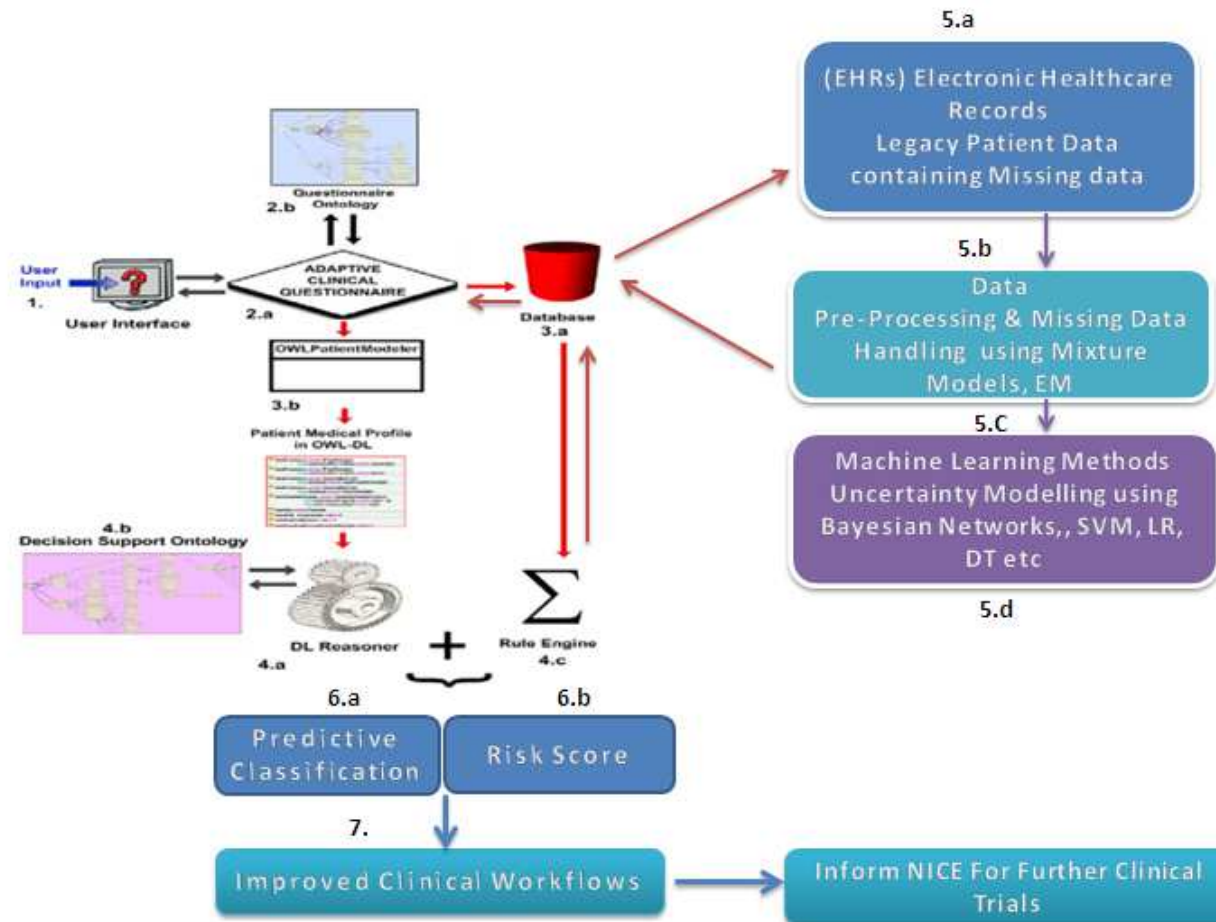 5.a
(EHRs) Electronic Healthcare
Records
Legacy Patient Data
containing Missing data
Questionnaire
Ontology
2.b
User
Input
1.
User Interface
ADAPTIVE
CLINICAL
QUESTIONNAIRE
2.a
Database
3.a
5.b
Data
Pre-Processing & Missing Data
Handling using Mixture
Models, EM
OWLPatientModeler
3.b
Patient Medical Profile
in OWL-DL
5.C
Machine Learning Methods
Uncertainty Modelling using
Bayesian Networks,, SVM, LR,
DT etc
5.d
4.b
Decision Support Ontology
DL Reasoner
4.a
+
Σ
Rule Engine
4.c
6.a
6.b
Predictive
Classification
Risk Score
7.
Improved Clinical Workflows
Inform NICE For Further Clinical
Trials